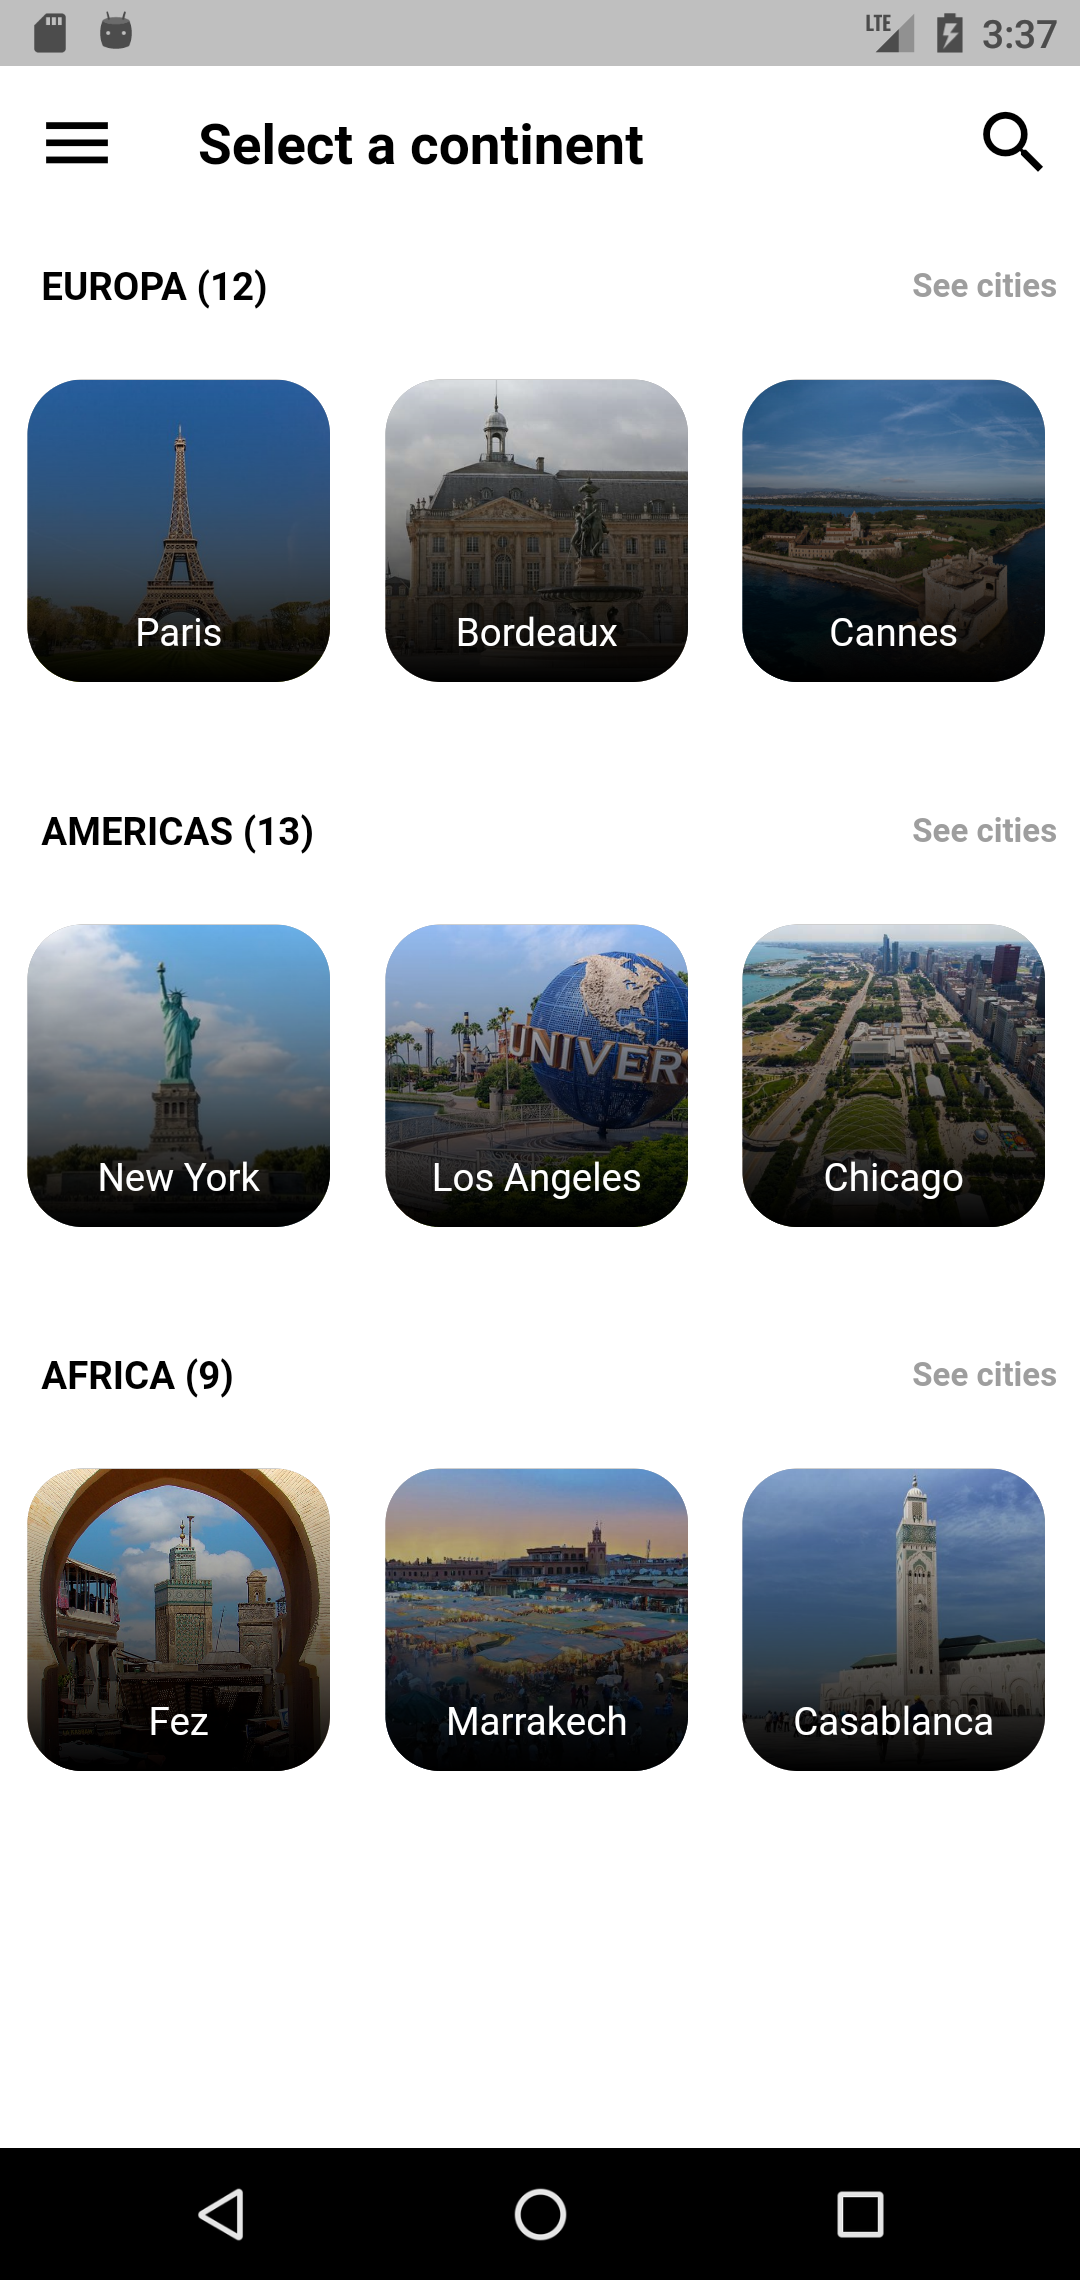 LTE 3:37
Select a continent
EUROPA (12) See cities
Paris Bordeaux Cannes
AMERICAS (13) See cities
UNIVER
New York Los Angeles Chicago
AFRICA (9) See cities
Fez Marrakech Casablanca